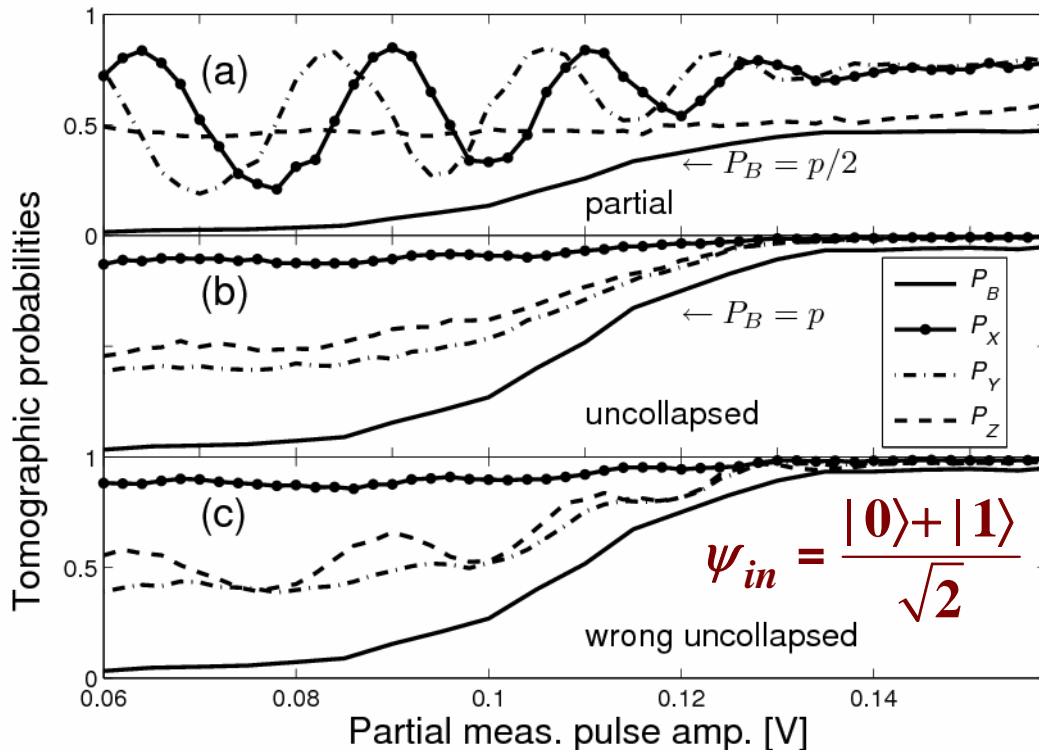 Tomographic probabilities
1
(a)
0.5
← P_B = p/2
partial
0
(b)
← P_B = p
uncollapsed
P_B
P_X
P_Y
P_Z
1
(c)
0.5
ψ_in = |0⟩+|1⟩ / √2
wrong uncollapsed
0
0.06 0.08 0.1 0.12 0.14
Partial meas. pulse amp. [V]